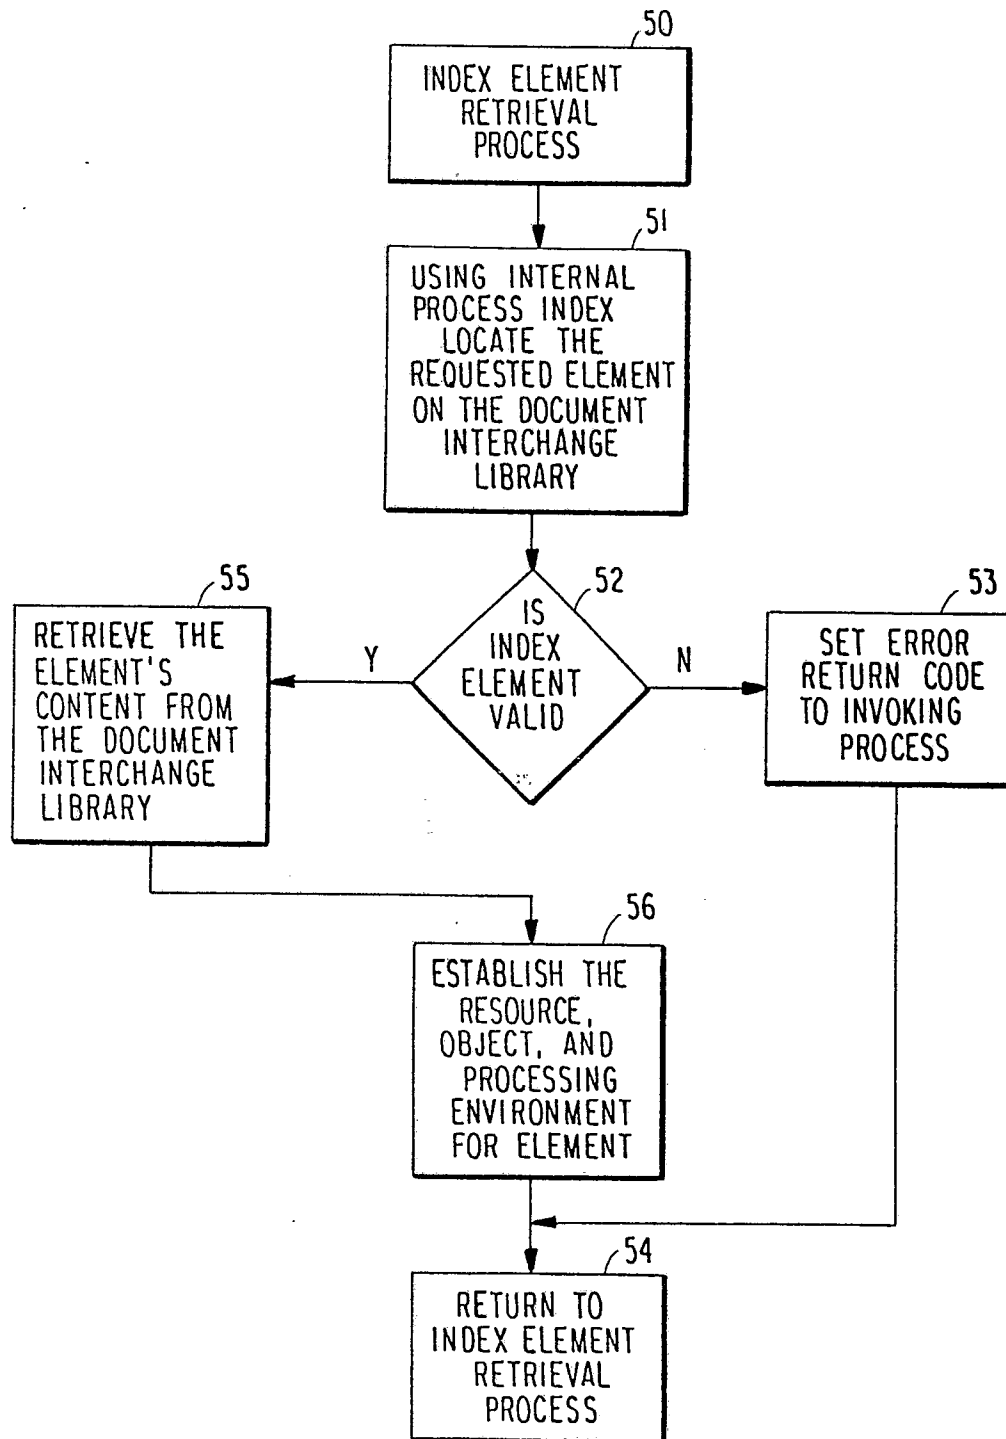 50
INDEX ELEMENT
RETRIEVAL
PROCESS
51
USING INTERNAL
PROCESS INDEX
LOCATE THE
REQUESTED ELEMENT
ON THE DOCUMENT
INTERCHANGE
LIBRARY
52
IS
INDEX
ELEMENT
VALID
Y
N
55
RETRIEVE THE
ELEMENT'S
CONTENT FROM
THE DOCUMENT
INTERCHANGE
LIBRARY
53
SET ERROR
RETURN CODE
TO INVOKING
PROCESS
56
ESTABLISH THE
RESOURCE,
OBJECT, AND
PROCESSING
ENVIRONMENT
FOR ELEMENT
54
RETURN TO
INDEX ELEMENT
RETRIEVAL
PROCESS